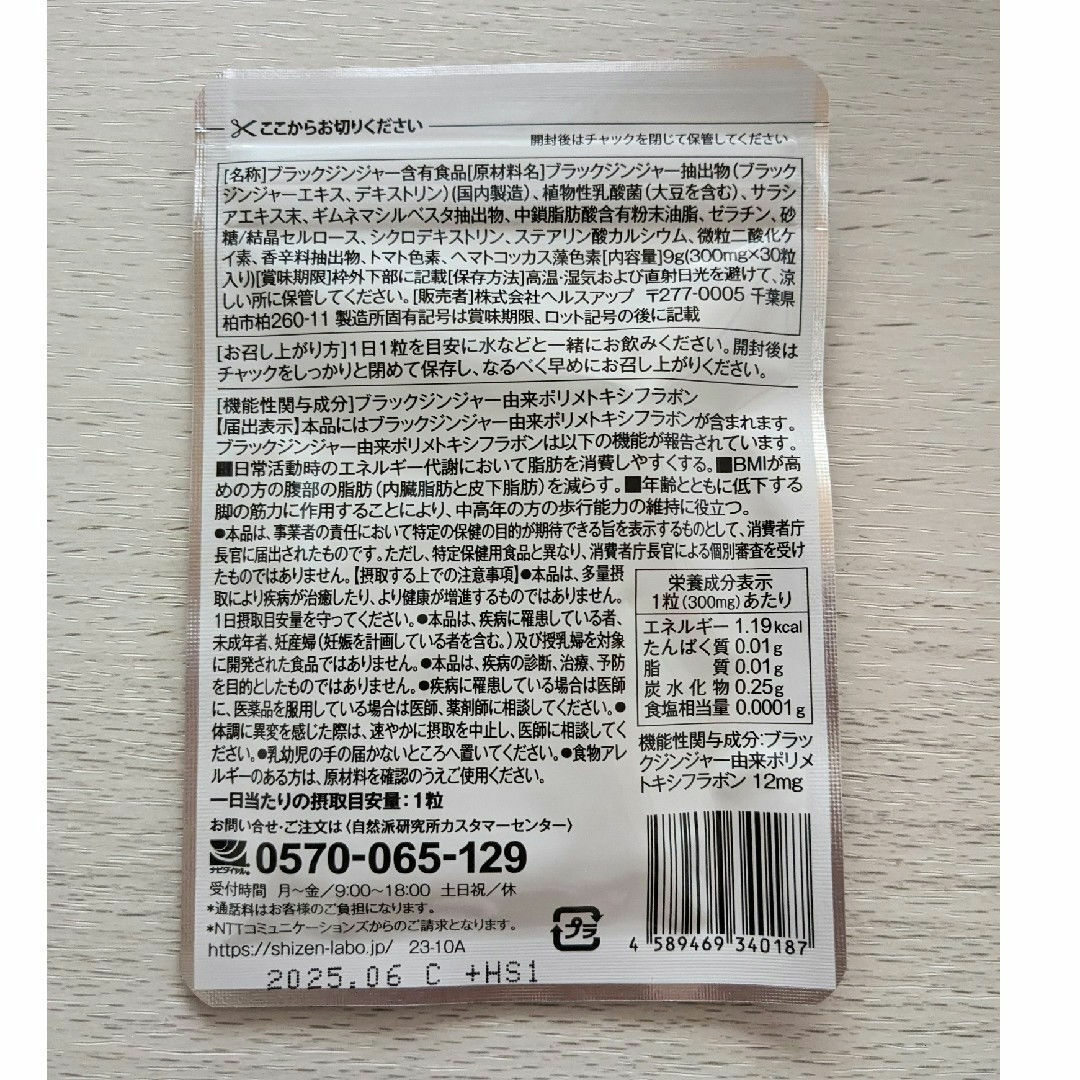 ここからお切りください
開封後はチャックを閉じて保管してください
[名称]ブラックジンジャー含有食品[原材料名]ブラックジンジャー抽出物(ブラック
ジンジャーエキス、デキストリン)(国内製造)、植物性乳酸菌(大豆を含む)、サラシ
アエキス末、ギムネマシルベスタ抽出物、中鎖脂肪酸含有粉末油脂、ゼラチン、砂
糖/結晶セルロース、シクロデキストリン、ステアリン酸カルシウム、微粒二酸化ケ
イ素、香辛料抽出物、トマト色素、ヘマトコッカス藻色素[内容量]9g(300mg×30粒
入り)[賞味期限]枠外下部に記載[保存方法]高温・湿気および直射日光を避けて、涼
しい所に保管してください。[販売者]株式会社ヘルスアップ 〒277-0005 千葉県
柏市柏260-11 製造所固有記号は賞味期限、ロット記号の後に記載
[お召し上がり方]1日1粒を目安に水などと一緒にお飲みください。開封後は
チャックをしっかりと閉めて保存し、なるべく早めにお召し上がりください。
[機能性関与成分]ブラックジンジャー由来ポリメトキシフラボン
【届出表示】本品にはブラックジンジャー由来ポリメトキシフラボンが含まれます。
ブラックジンジャー由来ポリメトキシフラボンは以下の機能が報告されています。
■日常活動時のエネルギー代謝において脂肪を消費しやすくする。■BMIが高
めの方の腹部の脂肪(内臓脂肪と皮下脂肪)を減らす。■年齢とともに低下する
脚の筋力に作用することにより、中高年の方の歩行能力の維持に役立つ。
●本品は、事業者の責任において特定の保健の目的が期待できる旨を表示するものとして、消費者庁
長官に届出されたものです。ただし、特定保健用食品と異なり、消費者庁長官による個別審査を受け
たものではありません。【摂取する上での注意事項】●本品は、多量摂
取により疾病が治癒したり、より健康が増進するものではありません。
1日摂取目安量を守ってください。●本品は、疾病に罹患している者、
未成年者、妊産婦(妊娠を計画している者を含む。)及び授乳婦を対象
に開発された食品ではありません。●本品は、疾病の診断、治療、予防
を目的としたものではありません。●疾病に罹患している場合は医師
に、医薬品を服用している場合は医師、薬剤師に相談してください。●
体調に異変を感じた際は、速やかに摂取を中止し、医師に相談してく
ださい。●乳幼児の手の届かないところへ置いてください。●食物アレ
ルギーのある方は、原材料を確認のうえご使用ください。
一日当たりの摂取目安量:1粒
栄養成分表示
1粒(300mg)あたり
エネルギー 1.19kcal
たんぱく質 0.01g
脂質 0.01g
炭水化物 0.25g
食塩相当量 0.0001g
機能性関与成分:ブラッ
クジンジャー由来ポリメ
トキシフラボン 12mg
お問い合せ・ご注文は〈自然派研究所カスタマーセンター〉
ナビダイヤル 0570-065-129
受付時間 月~金/9:00~18:00 土日祝/休
*通話料はお客様のご負担になります。
*NTTコミュニケーションズからのご請求となります。
https://shizen-labo.jp/ 23-10A
プラ
4 589469 340187
2025.06 C +HS1